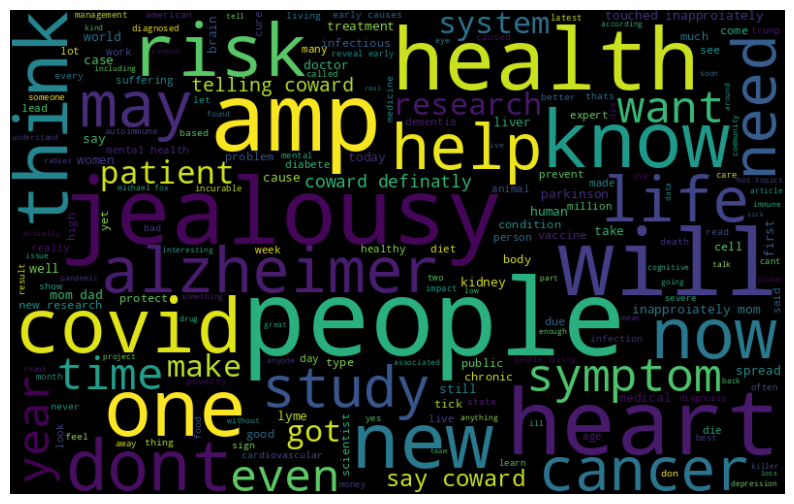 management
american
kind
diagnosed
telling coward
risk
think
world
work
brain
early causes
many
treatment
infectious
doctor
called
system
touched inapproiately
latest
according
cure
living
tell
health
lot
case
suffering
reveal early
eye
caused
common
much
come
see
trump
need
every
including
let
may
amp
research
want
know
help
someone
lead
say
women
autoimmune
based
mental health
problem
today
dementia
liver
better
thats
expert
medicine
real
found
understand
rabies
patient
diabete
mental
live
cause
coward definatly
animal
prevent
parkinson
michael fox
incurable
community
around
soon
hot topics
care
article
immune
sick
data
use
made
jealousy
life
actually
yet
high
really
bad
interesting
week
healthy
diet
condition
person
human
million
vaccine
take
death
cell
read
first
cant
talk
said
issue
well
show
mom dad
protect
new research
result
pandemic
alzheimer
something
two
impact
low
body
kidney
part
cognitive
going
severe
global
will
covid
people
drug
great
enough
mean
due
inapproiately mom
infection
now
time
make
project
anyone
day
type
associated
public
chronic
people living
symptom
spread
back
often
year
thank
month
never
look
feel
poverty
study
still
state
medical
diagnosis
one
away
thing
without
food
sign
good
got
lyme
yes
tick
live
anything
scientist
cardiovascular
money
team
learn
new
heart
age
best
die
ill
dont
even
say coward
cancer
don
killer
loss
depression